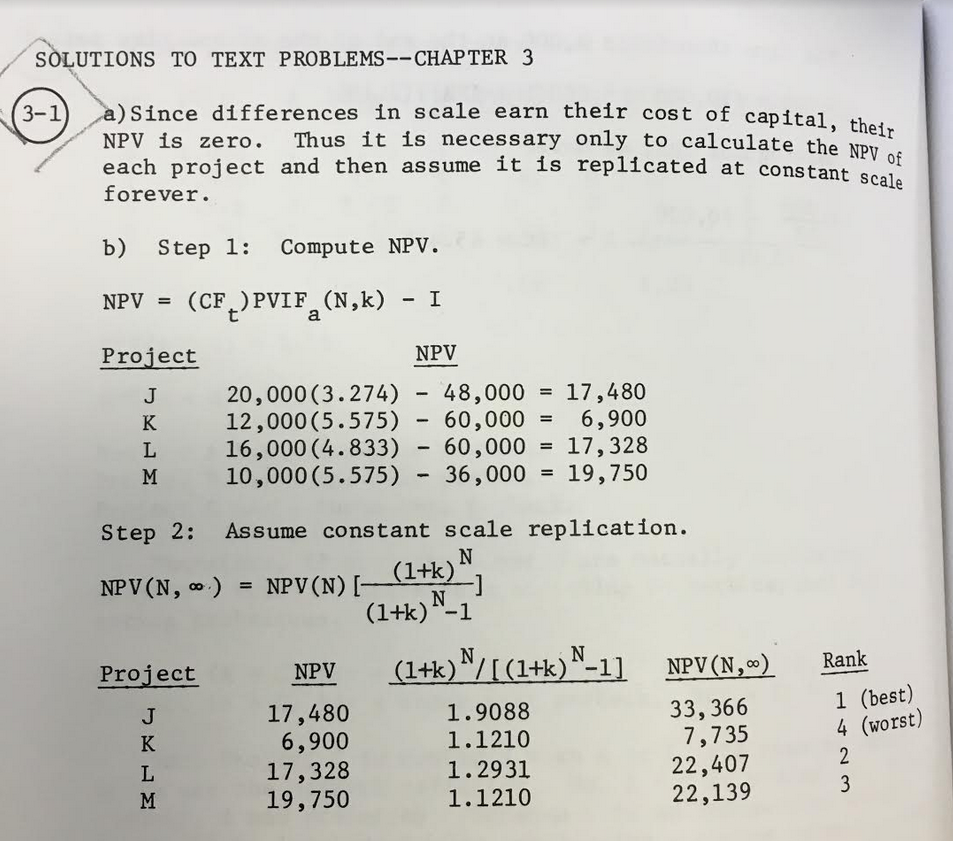 SOLUTIONS TO TEXT PROBLEMS--CHAPTER 3
3-1 a) Since differences in scale earn their cost of capital, their
NPV is zero. Thus it is necessary only to calculate the NPV of
each project and then assume it is replicated at constant scale
forever.
b) Step 1: Compute NPV.
NPV = (CF_t)PVIF_a(N,k) - I
Project NPV
J 20,000(3.274) - 48,000 = 17,480
K 12,000(5.575) - 60,000 = 6,900
L 16,000(4.833) - 60,000 = 17,328
M 10,000(5.575) - 36,000 = 19,750
Step 2: Assume constant scale replication.
NPV(N,∞) = NPV(N)[(1+k)^N / (1+k)^N-1]
Project NPV (1+k)^N/[(1+k)^N-1] NPV(N,∞) Rank
J 17,480 1.9088 33,366 1 (best)
K 6,900 1.1210 7,735 4 (worst)
L 17,328 1.2931 22,407 2
M 19,750 1.1210 22,139 3